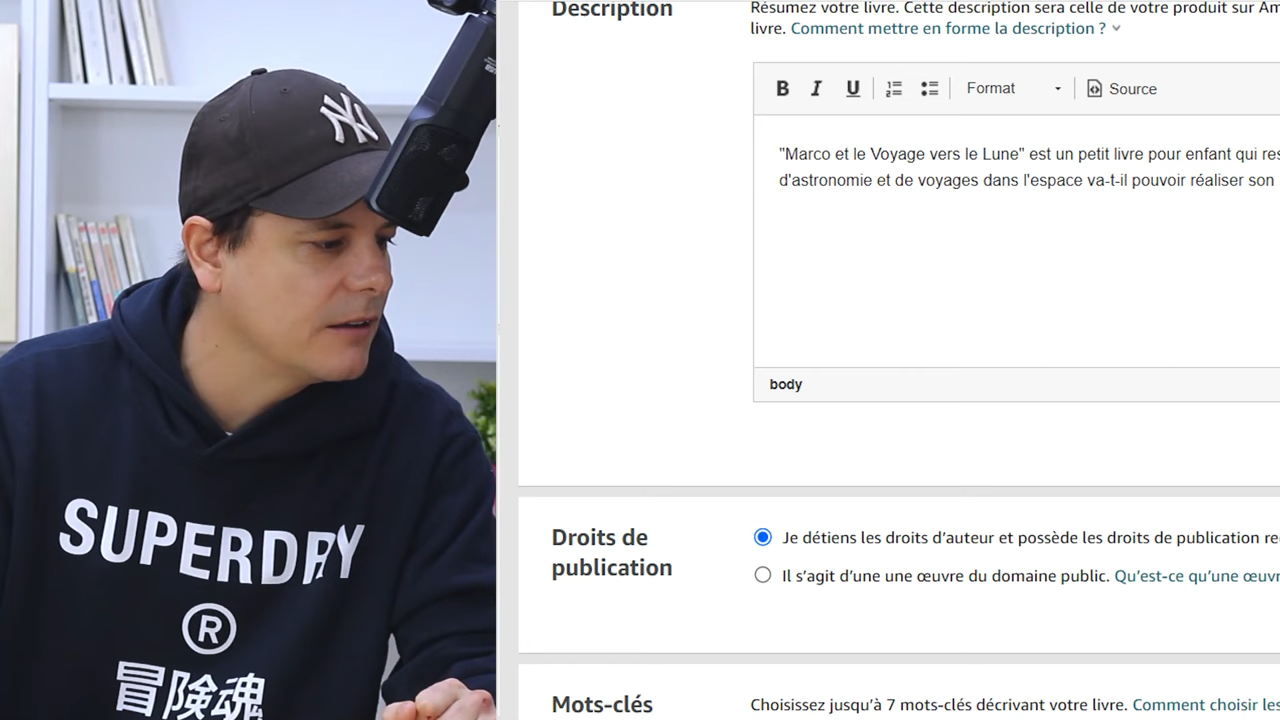 Description
Résumez votre livre. Cette description sera celle de votre produit sur Am
livre. Comment mettre en forme la description ?
B I U Format Source
"Marco et le Voyage vers le Lune" est un petit livre pour enfant qui res
d'astronomie et de voyages dans l'espace va-t-il pouvoir réaliser son
body
Droits de
publication
Je détiens les droits d’auteur et possède les droits de publication re
Il s’agit d’une une œuvre du domaine public. Qu’est-ce qu’une œuvr
Mots-clés
Choisissez jusqu’à 7 mots-clés décrivant votre livre. Comment choisir les
NY
SUPERDRY
®
冒険魂